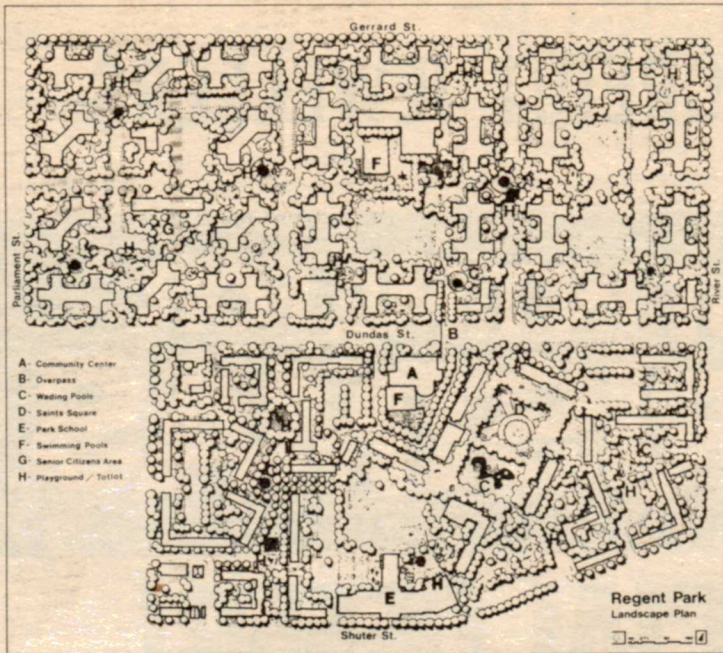 Gerrard St.
H
H
H
F
H
Parliament St.
G
H
H
C
River St.
Dundas St.
B
A- Community Center
B- Overpass
C- Wading Pools
D- Saints Square
E- Park School
F- Swimming Pools
G- Senior Citizens Area
H- Playground / Totlot
A
F
H
D
C
H
E
H
Regent Park
Landscape Plan
Shuter St.